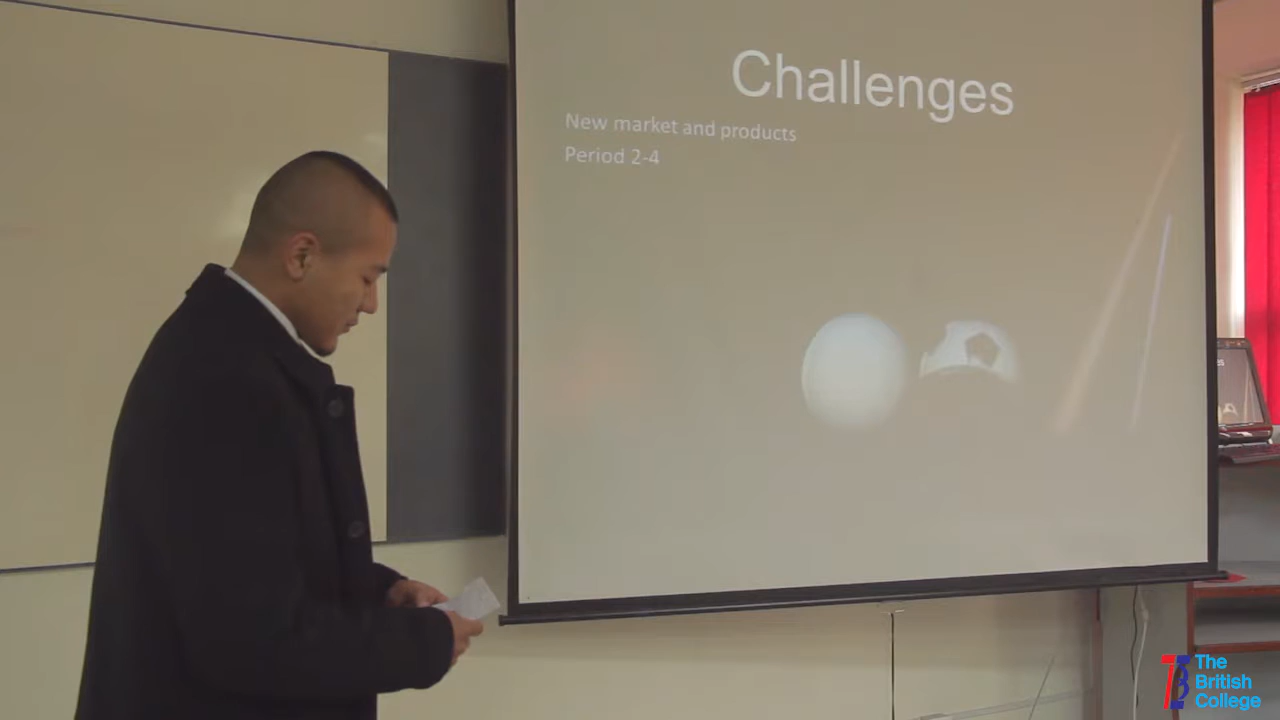 Challenges
New market and products
Period 2-4
The
British
College